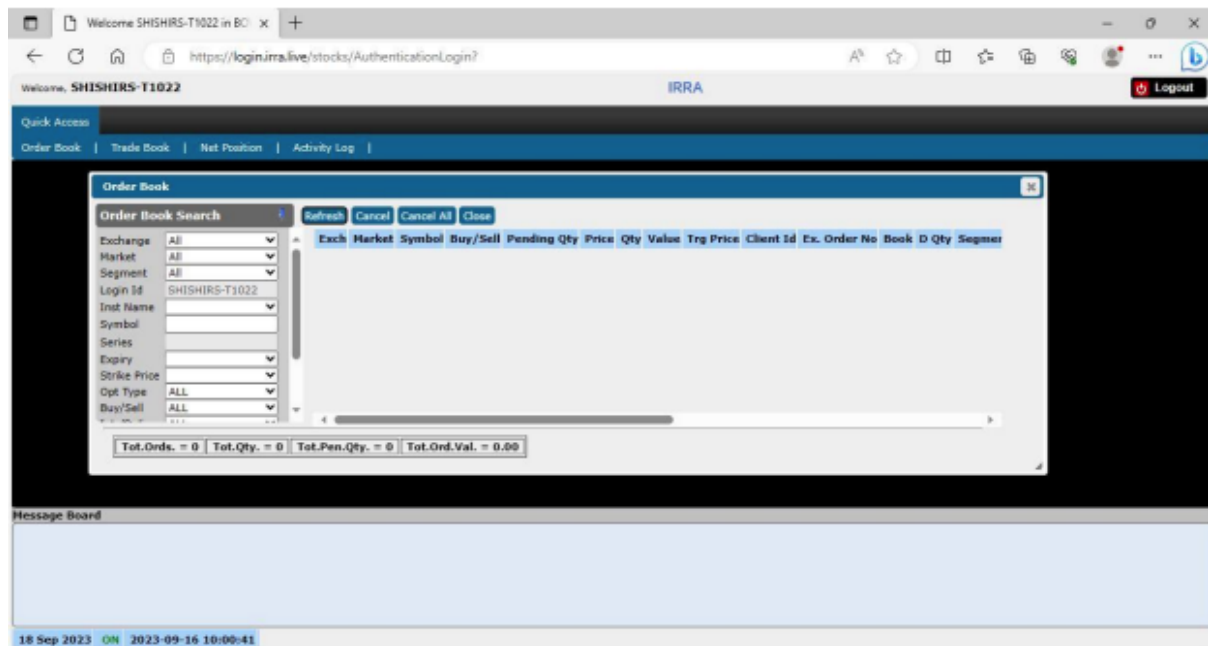 Welcome SHISHIRS-T1022 in BO
https://login.irra.live/stocks/AuthenticationLogin?
Welcome, SHISHIRS-T1022 IRRA Logout
Quick Access
Order Book | Trade Book | Net Position | Activity Log |
Order Book
Order Book Search Refresh Cancel Cancel All Close
Exch Market Symbol Buy/Sell Pending Qty Price Qty Value Trg Price Client Id Ex. Order No Book D Qty Segmen
Exchange All
Market All
Segment All
Login Id SHISHIRS-T1022
Inst Name
Symbol
Series
Expiry
Strike Price
Opt Type ALL
Buy/Sell ALL
Tot.Ords. = 0 Tot.Qty. = 0 Tot.Pen.Qty. = 0 Tot.Ord.Val. = 0.00
Message Board
18 Sep 2023 ON 2023-09-16 10:00:41